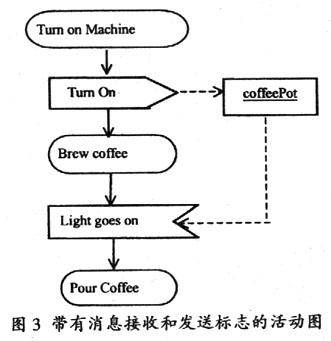 Turn on Machine
Turn On
coffeePot
Brew coffee
Light goes on
Pour Coffee
图 3 带有消息接收和发送标志的活动图